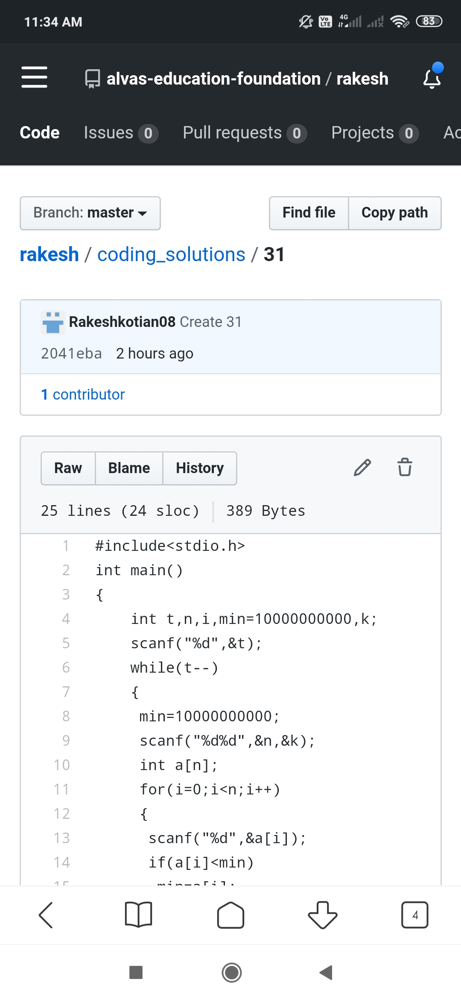 11:34 AM
Vo LTE 4G 83
alvas-education-foundation / rakesh
Code Issues 0 Pull requests 0 Projects 0 Ac
Branch: master Find file Copy path
rakesh / coding_solutions / 31
Rakeshkotian08 Create 31
2041eba 2 hours ago
1 contributor
Raw Blame History
25 lines (24 sloc) 389 Bytes
1 #include<stdio.h>
2 int main()
3 {
4 int t,n,i,min=10000000000,k;
5 scanf("%d",&t);
6 while(t--)
7 {
8 min=10000000000;
9 scanf("%d%d",&n,&k);
10 int a[n];
11 for(i=0;i<n;i++)
12 {
13 scanf("%d",&a[i]);
14 if(a[i]<min)
15 min=a[i];
4